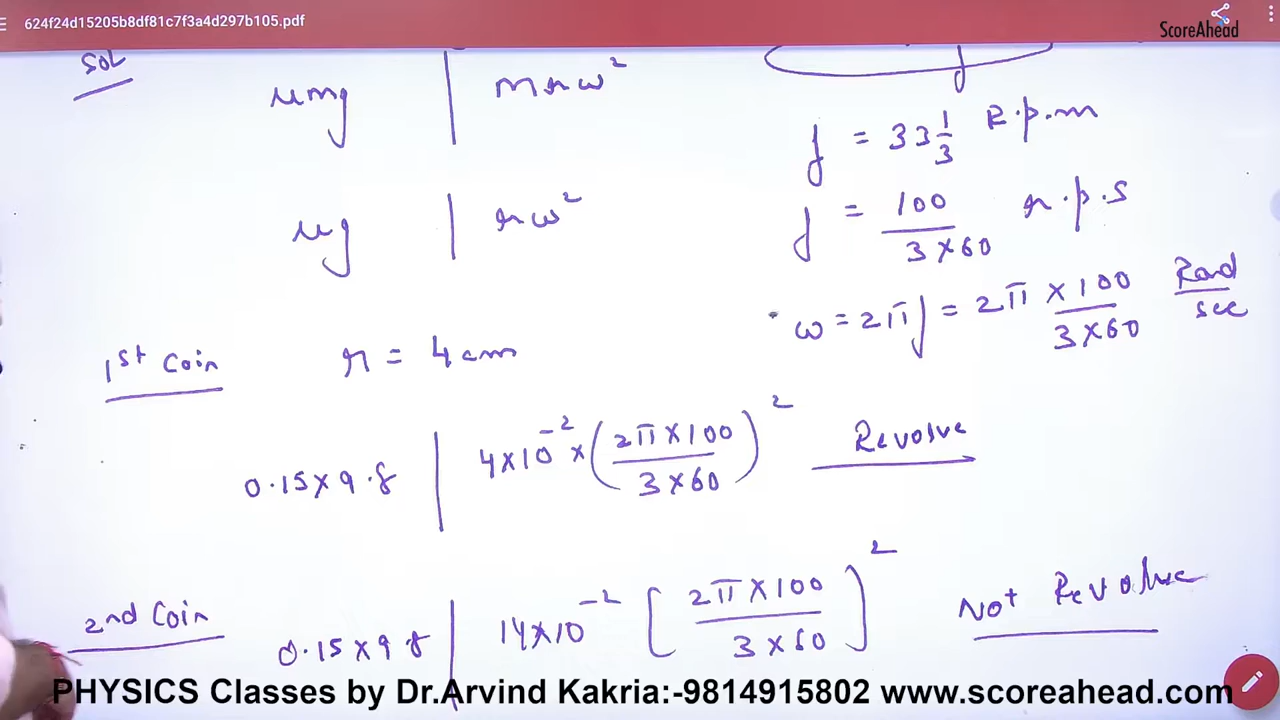 624f24d15205b8df81c7f3a4d297b105.pdf
ScoreAhead
Sol
μmg | mrω²
f = 33 1/3 R.p.m
μg | rω²
f = 100/(3×60) r.p.s
ω = 2πf = 2π × 100/(3×60) Rad/sec
1st Coin r = 4 cm
0.15×9.8 | 4×10⁻² × (2π×100/(3×60))² Revolve
2nd Coin 0.15×98 | 14×10⁻² [2π×100/(3×60)]² Not Revolve
PHYSICS Classes by Dr.Arvind Kakria:-9814915802 www.scoreahead.com